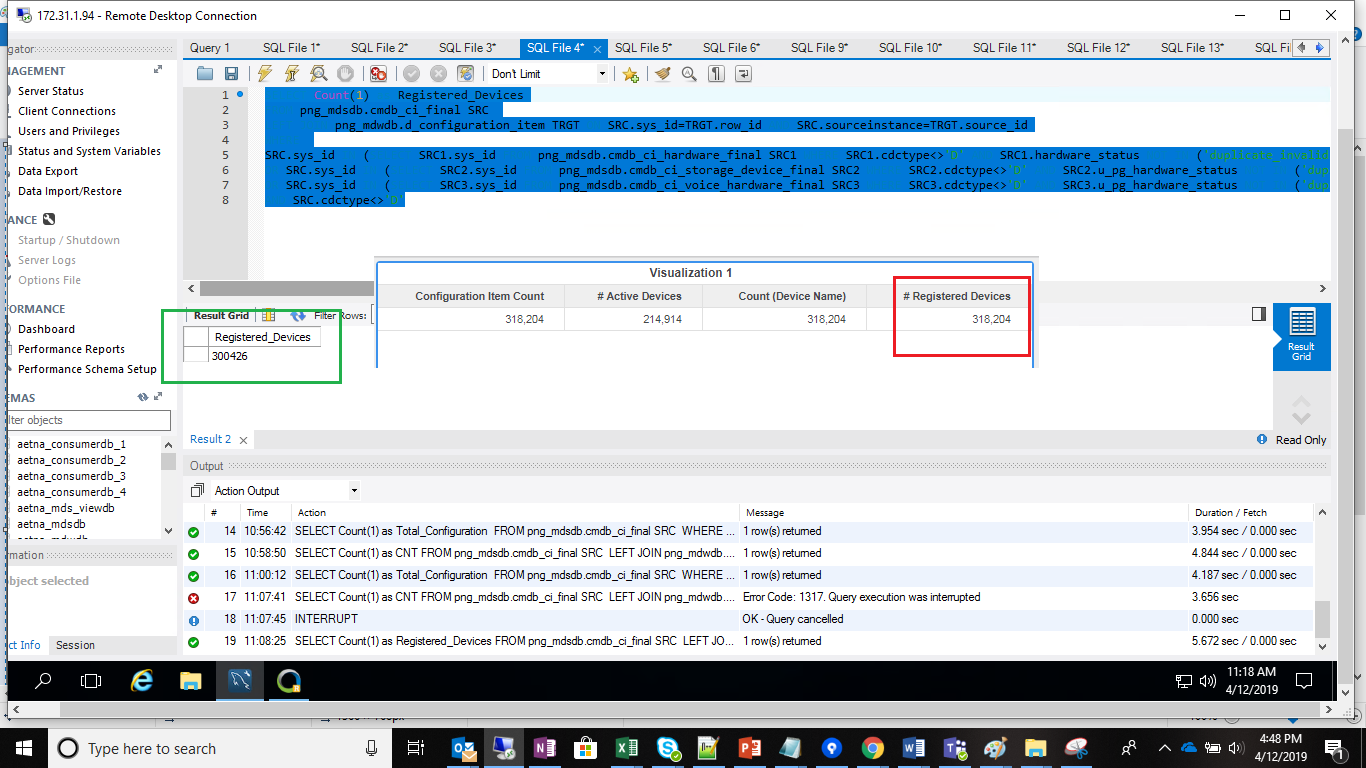 172.31.1.94 - Remote Desktop Connection
gator
Query 1 SQL File 1* SQL File 2* SQL File 3* SQL File 4* SQL File 5* SQL File 6* SQL File 9* SQL File 10* SQL File 11* SQL File 12* SQL File 13* SQL Fi
NAGEMENT
Server Status
Client Connections
Users and Privileges
Status and System Variables
Data Export
Data Import/Restore
ANCE
Startup / Shutdown
Server Logs
Options File
FORMANCE
Dashboard
Performance Reports
Performance Schema Setup
EMAS
lter objects
aetna_consumerdb_1
aetna_consumerdb_2
aetna_consumerdb_3
aetna_consumerdb_4
aetna_mds_viewdb
aetna_mdsdb
aetna_mdwdb
rmation
bject selected
ct Info Session
Don't Limit
1 Count(1) Registered_Devices
2 png_mdsdb.cmdb_ci_final SRC
3 png_mdwdb.d_configuration_item TRGT SRC.sys_id=TRGT.row_id SRC.sourceinstance=TRGT.source_id
4
5 SRC.sys_id ( SRC1.sys_id png_mdsdb.cmdb_ci_hardware_final SRC1 SRC1.cdctype<>'D' SRC1.hardware_status ('duplicate_invalid
6 SRC.sys_id ( SRC2.sys_id png_mdsdb.cmdb_ci_storage_device_final SRC2 SRC2.cdctype<>'D' SRC2.u_pg_hardware_status ('dup
7 SRC.sys_id ( SRC3.sys_id png_mdsdb.cmdb_ci_voice_hardware_final SRC3 SRC3.cdctype<>'D' SRC3.u_pg_hardware_status ('du
8 SRC.cdctype<>'D'
Visualization 1
Configuration Item Count # Active Devices Count (Device Name) # Registered Devices
318,204 214,914 318,204 318,204
Result Grid Filter Rows:
Registered_Devices
300426
Result Grid
Result 2
Read Only
Output
Action Output
# Time Action Message Duration / Fetch
14 10:56:42 SELECT Count(1) as Total_Configuration FROM png_mdsdb.cmdb_ci_final SRC WHERE ... 1 row(s) returned 3.954 sec / 0.000 sec
15 10:58:50 SELECT Count(1) as CNT FROM png_mdsdb.cmdb_ci_final SRC LEFT JOIN png_mdwdb.... 1 row(s) returned 4.844 sec / 0.000 sec
16 11:00:12 SELECT Count(1) as Total_Configuration FROM png_mdsdb.cmdb_ci_final SRC WHERE ... 1 row(s) returned 4.187 sec / 0.000 sec
17 11:07:41 SELECT Count(1) as CNT FROM png_mdsdb.cmdb_ci_final SRC LEFT JOIN png_mdwdb.... Error Code: 1317. Query execution was interrupted 3.656 sec
18 11:07:45 INTERRUPT OK - Query cancelled 0.000 sec
19 11:08:25 SELECT Count(1) as Registered_Devices FROM png_mdsdb.cmdb_ci_final SRC LEFT JO... 1 row(s) returned 5.672 sec / 0.000 sec
11:18 AM
4/12/2019
Type here to search
4:48 PM
4/12/2019
1